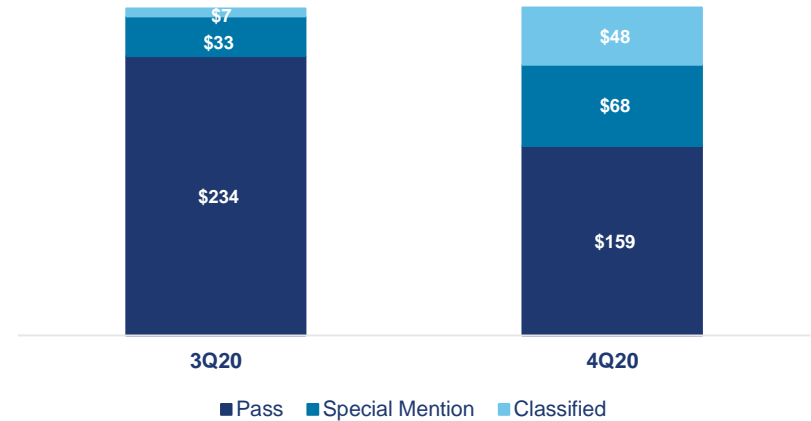 $7
$48
$33
$68
$234
$159
3Q20
4Q20
Pass Special Mention Classified